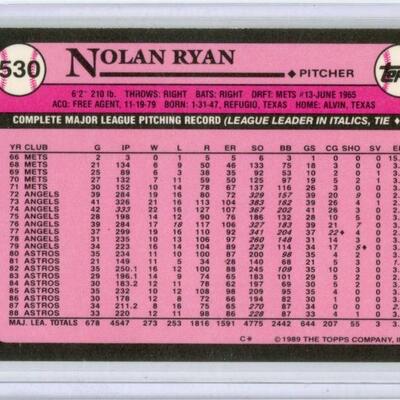 530 NOLAN RYAN
◆ PITCHER Topps
6'2" 210 lb. THROWS: RIGHT BATS: RIGHT DRFT: METS #13-JUNE 1965
ACQ: FREE AGENT, 11-19-79 BORN: 1-31-47, REFUGIO, TEXAS HOME: ALVIN, TEXAS
COMPLETE MAJOR LEAGUE PITCHING RECORD (LEAGUE LEADER IN ITALICS, TIE ◆
YR CLUB G IP W L R ER SO BB GS CG SHO SV
66 METS 2 3 0 1 5 5 6 3 1 0 0 0
68 METS 21 134 6 9 50 46 133 75 18 3 0 0
69 METS 25 89 6 3 38 35 92 53 10 2 0 1
70 METS 27 132 7 11 59 50 125 97 19 5 2 1
71 METS 30 152 10 14 78 67 137 116 26 3 0 0
72 ANGELS 39 284 19 16 80 72 329 157 39 20 9 0
73 ANGELS 41 326 21 16 113 104 383 162 39 26 4 1
74 ANGELS 41 333 22 16 127 107 367 202 41 26 3 0
75 ANGELS 28 198 14 12 90 76 186 132 28 10 5 0
76 ANGELS 39 284 17 18 117 106 327 183 39 21 7 0
77 ANGELS 37 299 19 16 110 92 341 204 37 22◆ 4 0
78 ANGELS 31 235 10 13 106 97 260 148 31 14 3 0
79 ANGELS 34 223 16 14 104 89 223 114 34 17 5◆ 0
80 ASTROS 35 234 11 10 100 87 200 98 35 4 2 0
81 ASTROS 21 149 11 5 34 28 140 68 21 5 3 0
82 ASTROS 35 250.1 16 12 100 88 245 109 35 10 3 0
83 ASTROS 29 196.1 14 9 74 65 183 101 29 5 2 0
84 ASTROS 30 183.2 12 11 78 62 197 69 30 5 2 0
85 ASTROS 35 232 10 12 108 98 209 95 35 4 0 0
86 ASTROS 30 178 12 8 72 66 194 82 30 1 0 0
87 ASTROS 34 211.2 8 16 75 65 270 87 34 0 0 0
88 ASTROS 33 220 12 11 98 86 228 87 33 4 1 0
MAJ. LEA. TOTALS 678 4547 273 253 1816 1591 4775 2442 644 207 55 3
C* © 1989 THE TOPPS COMPANY,